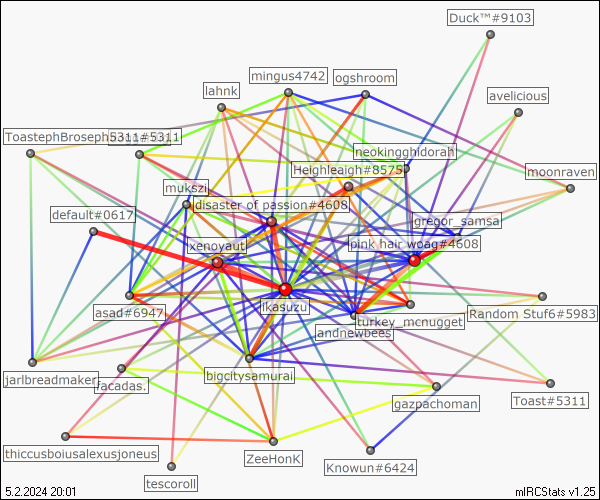 Duck™#9103
mingus4742
ogshroom
lahnk
avelicious
ToastephBroseph5311#5311
neokingghidorah
Heighleaigh#8575
moonraven
mukszi
disaster of passion#4608
default#0617
gregor_samsa
xenoyaut
pink hair woag#4608
ikasuzu
asad#6947
turkey_mcnugget
Random Stuf6#5983
andnewbees
bigcitysamurai
jarlbreadmaker
facadas.
gazpachoman
Toast#5311
thiccusboiusalexusjoneus
ZeeHonK
Knowun#6424
tescoroll
5.2.2024 20:01
mIRCStats v1.25